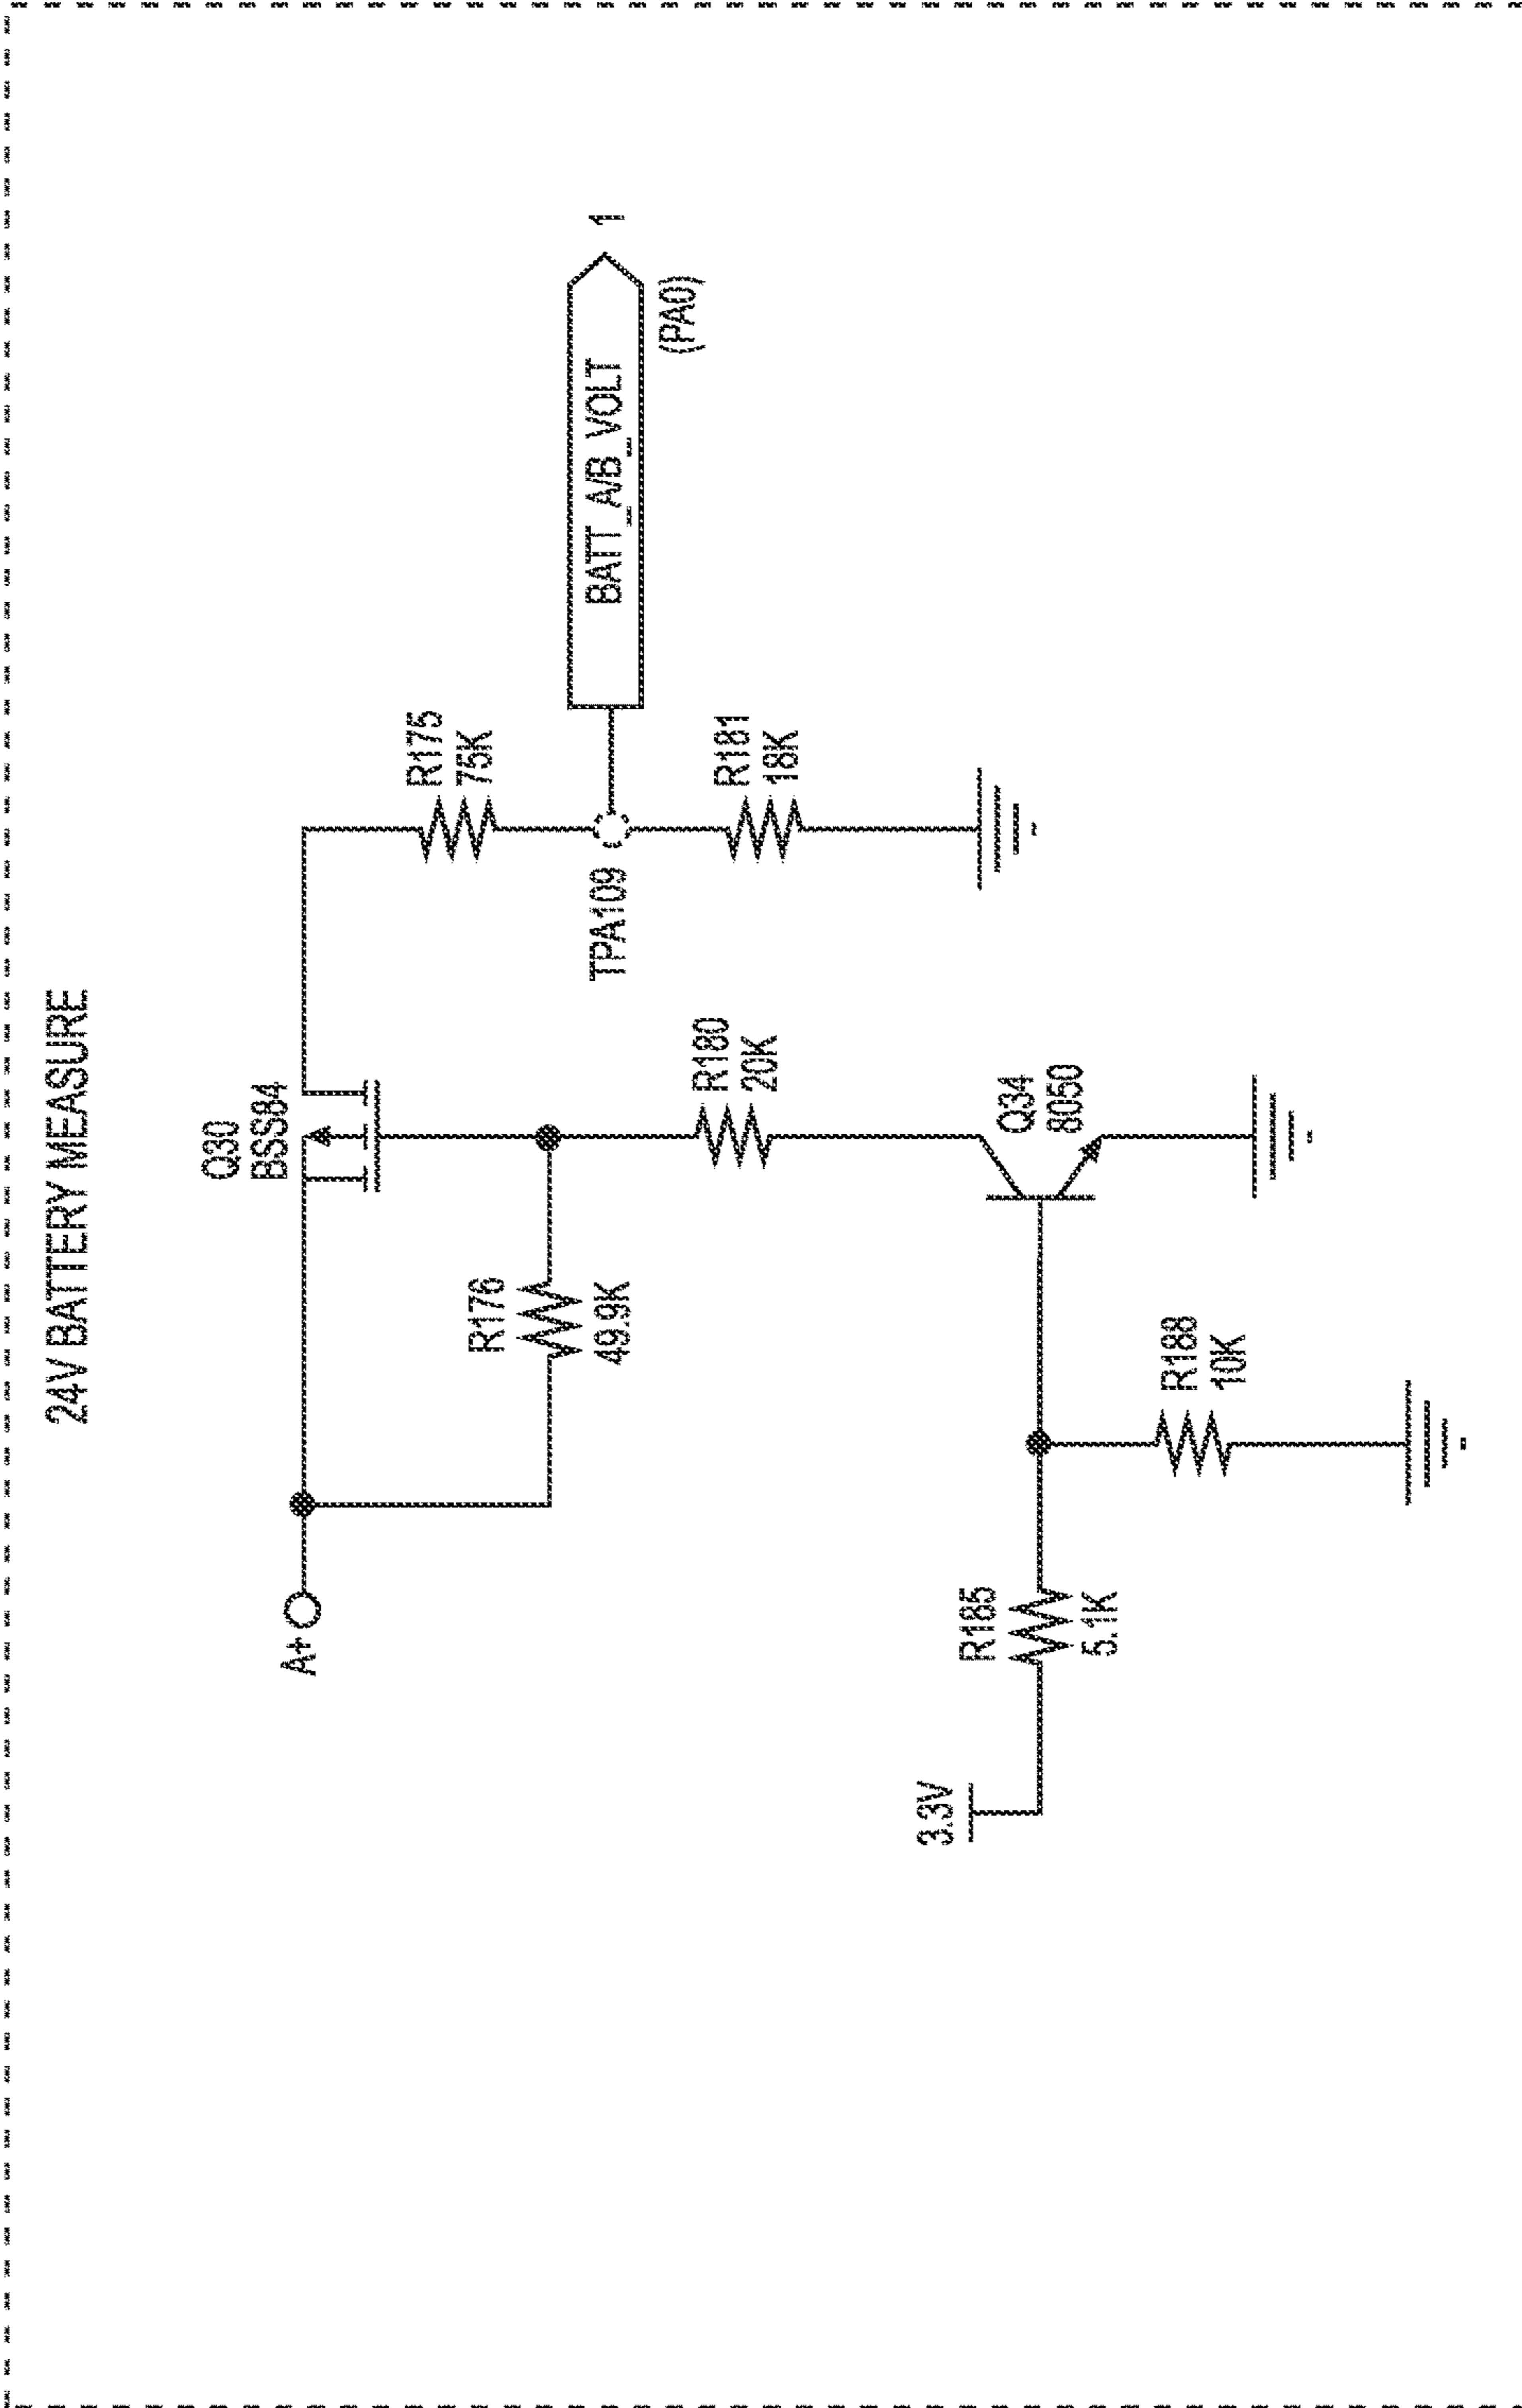 24V BATTERY MEASURE
Q30
BSS84
A+
R176
49.9K
R175
75K
TPA109
BATT_A/B_VOLT
1
(PA0)
R180
20K
R181
18K
3.3V
R185
5.1K
Q34
8050
R188
10K